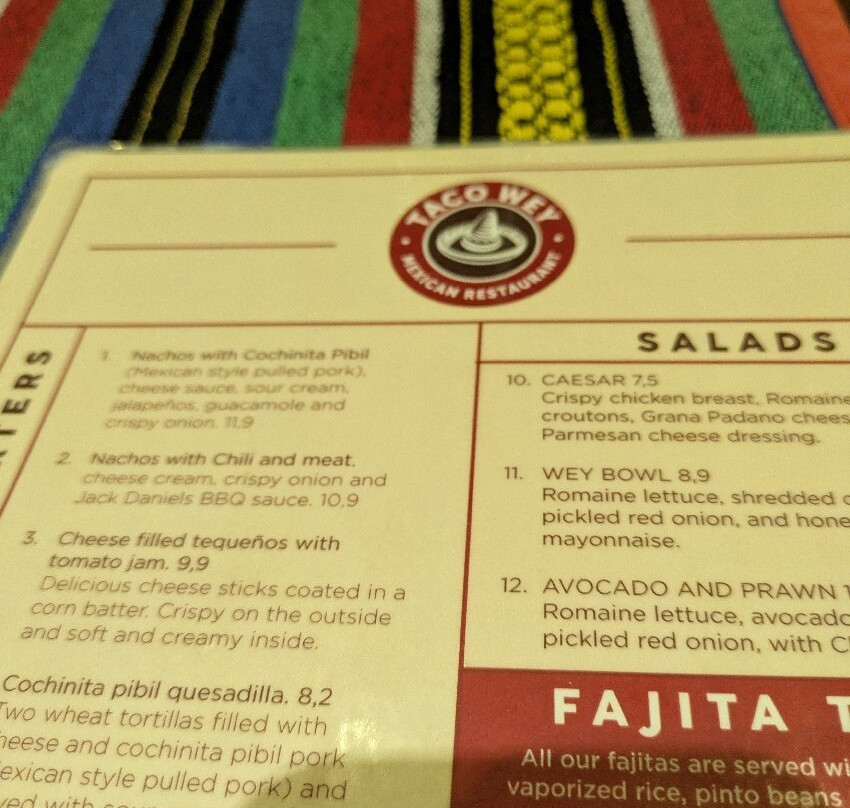 TACO WEY
MEXICAN RESTAURANT
1. Nachos with Cochinita Pibil
(Mexican style pulled pork),
cheese sauce, sour cream,
jalapeños, guacamole and
crispy onion. 11,9
2. Nachos with Chili and meat,
cheese cream, crispy onion and
Jack Daniels BBQ sauce. 10,9
3. Cheese filled tequeños with
tomato jam. 9,9
Delicious cheese sticks coated in a
corn batter. Crispy on the outside
and soft and creamy inside.
Cochinita pibil quesadilla. 8,2
Two wheat tortillas filled with
heese and cochinita pibil pork
exican style pulled pork) and
SALADS
10. CAESAR 7,5
Crispy chicken breast, Romaine
croutons, Grana Padano chees
Parmesan cheese dressing.
11. WEY BOWL 8,9
Romaine lettuce, shredded
pickled red onion, and hone
mayonnaise.
12. AVOCADO AND PRAWN
Romaine lettuce, avocado
pickled red onion, with
FAJITA
All our fajitas are served wi
vaporized rice, pinto beans